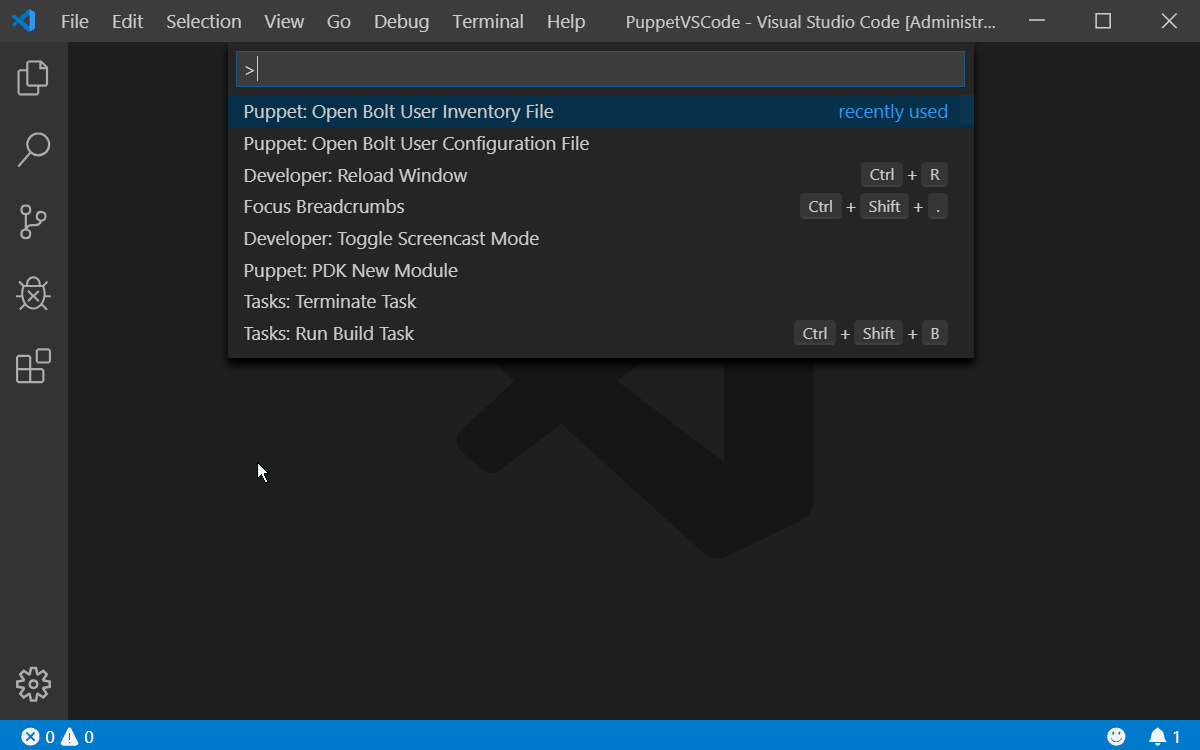 File Edit Selection View Go Debug Terminal Help PuppetVSCode - Visual Studio Code [Administr...
>
Puppet: Open Bolt User Inventory File recently used
Puppet: Open Bolt User Configuration File
Developer: Reload Window Ctrl + R
Focus Breadcrumbs Ctrl + Shift + .
Developer: Toggle Screencast Mode
Puppet: PDK New Module
Tasks: Terminate Task
Tasks: Run Build Task Ctrl + Shift + B
0 0 1